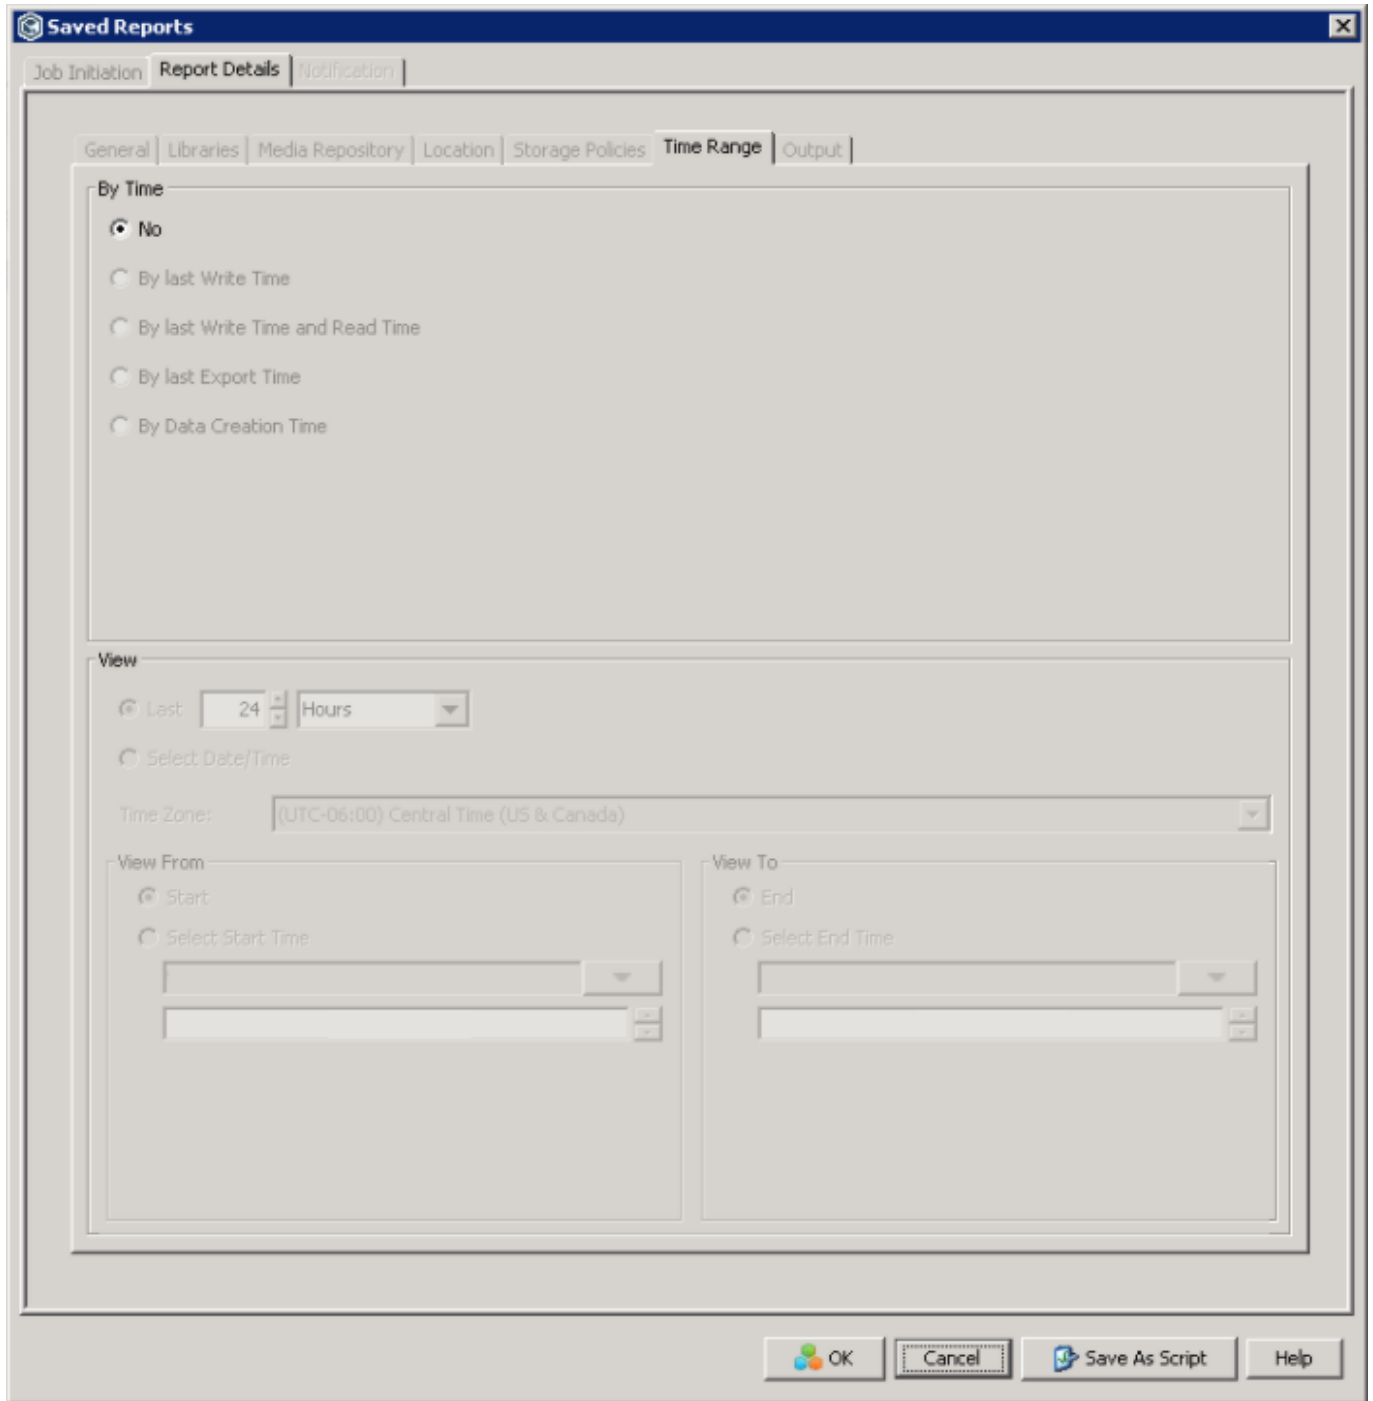 Saved Reports
Job Initiation Report Details Notification
General Libraries Media Repository Location Storage Policies Time Range Output
By Time
No
By last Write Time
By last Write Time and Read Time
By last Export Time
By Data Creation Time
View
Last 24 Hours
Select Date/Time
Time Zone: (UTC-06:00) Central Time (US & Canada)
View From
Start
Select Start Time
View To
End
Select End Time
OK Cancel Save As Script Help